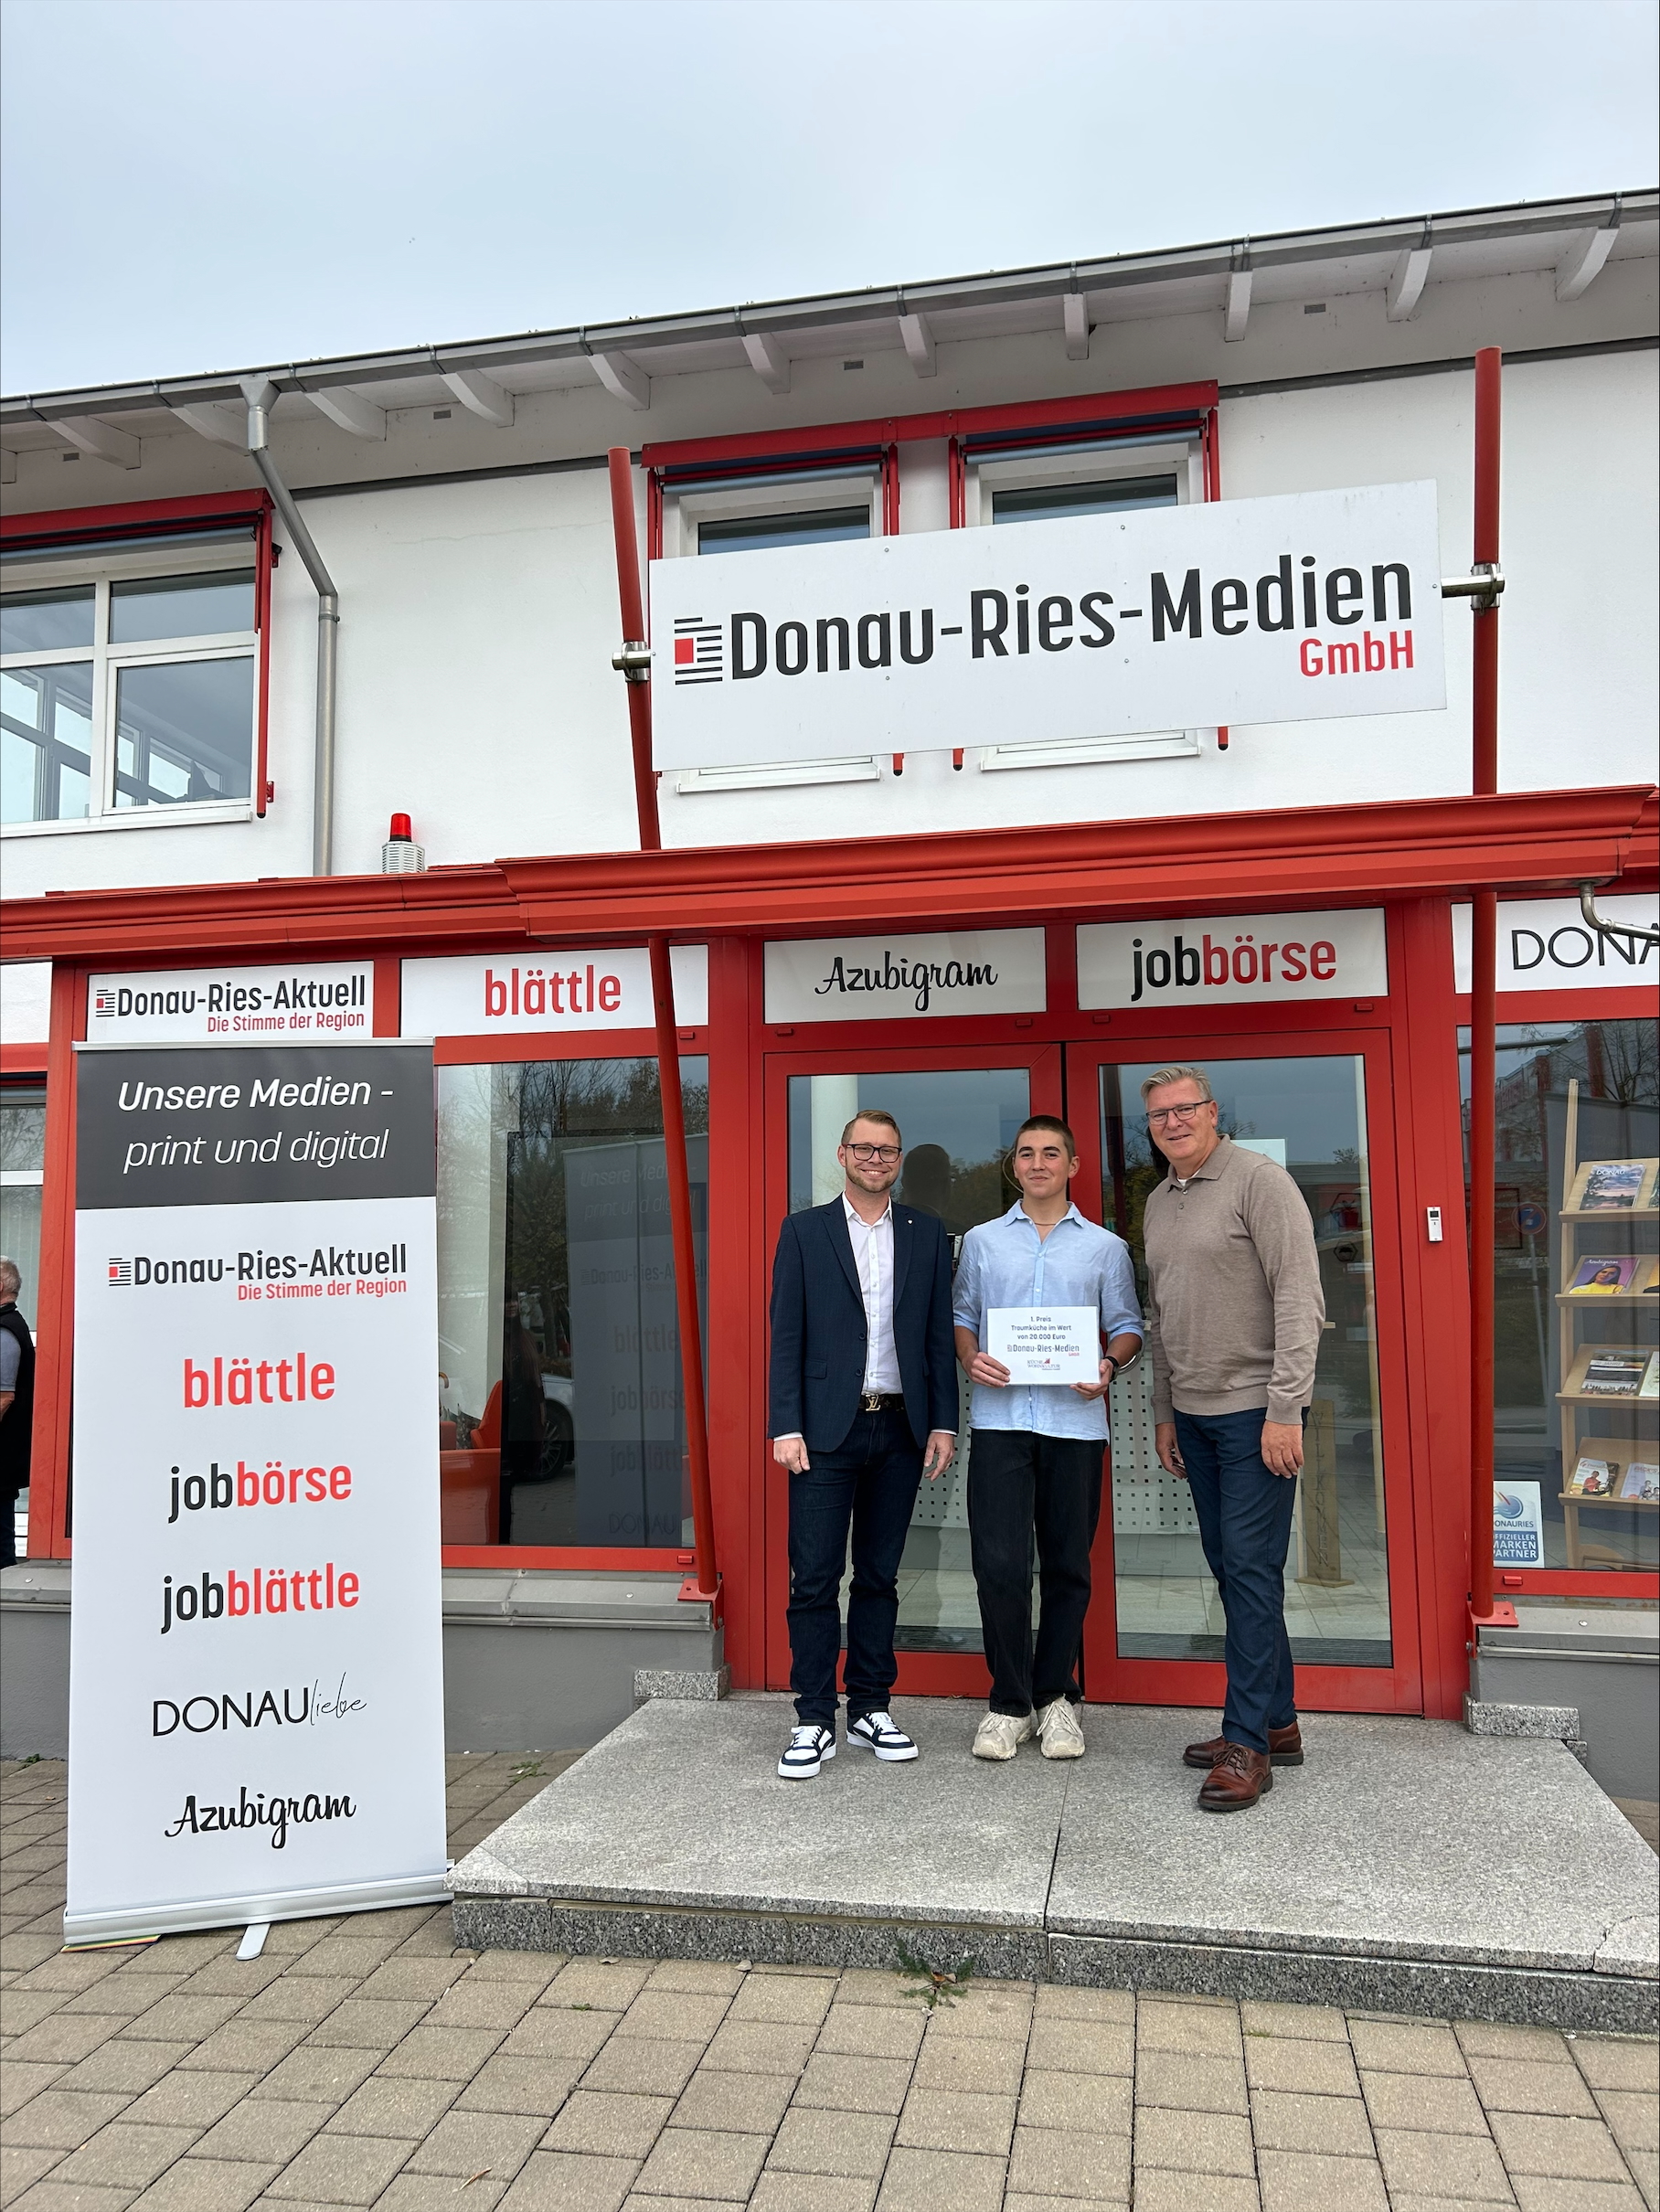 Donau-Ries-Medien
GmbH
Donau-Ries-Aktuell
Die Stimme der Region
blättle
Azubigram
jobbörse
DONA
Unsere Medien -
print und digital
Donau-Ries-Aktuell
Die Stimme der Region
blättle
jobbörse
jobblättle
DONAUliebe
Azubigram
1. Preis
Traumküche im Wert
von 20.000 Euro
Donau-Ries-Medien
GmbH
DONAURIES
OFFIZIELLER
MARKEN
PARTNER